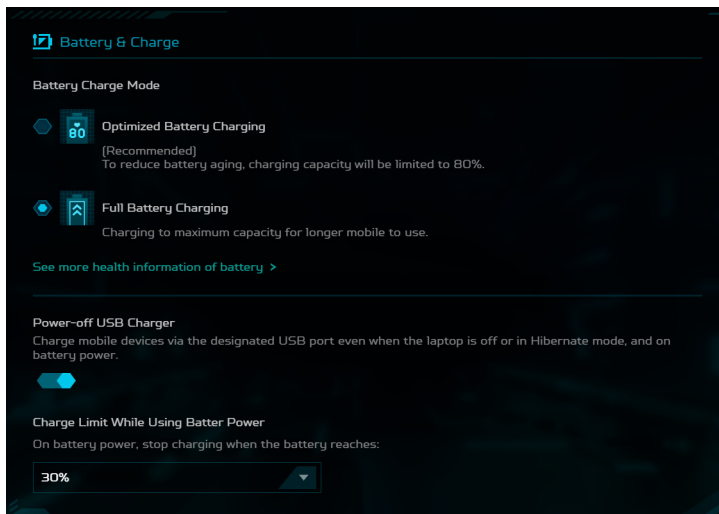 Battery & Charge
Battery Charge Mode
80
Optimized Battery Charging
[Recommended]
To reduce battery aging, charging capacity will be limited to 80%.
Full Battery Charging
Charging to maximum capacity for longer mobile to use.
See more health information of battery >
Power-off USB Charger
Charge mobile devices via the designated USB port even when the laptop is off or in Hibernate mode, and on
battery power.
Charge Limit While Using Batter Power
On battery power, stop charging when the battery reaches:
30%